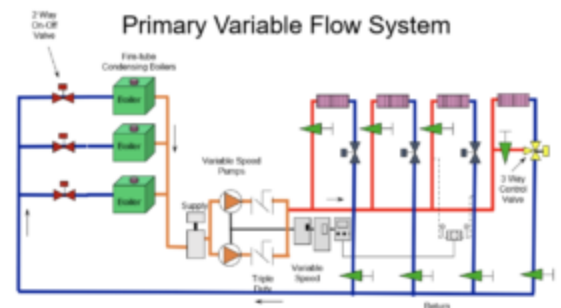 Primary Variable Flow System
2 Way
On-Off
Valve
Fire-tube
Condensing Boilers
Boiler
Boiler
Boiler
Variable Speed
Pumps
Supply
Triple
Duty
Variable
Speed
3 Way
Control
Valve
Return